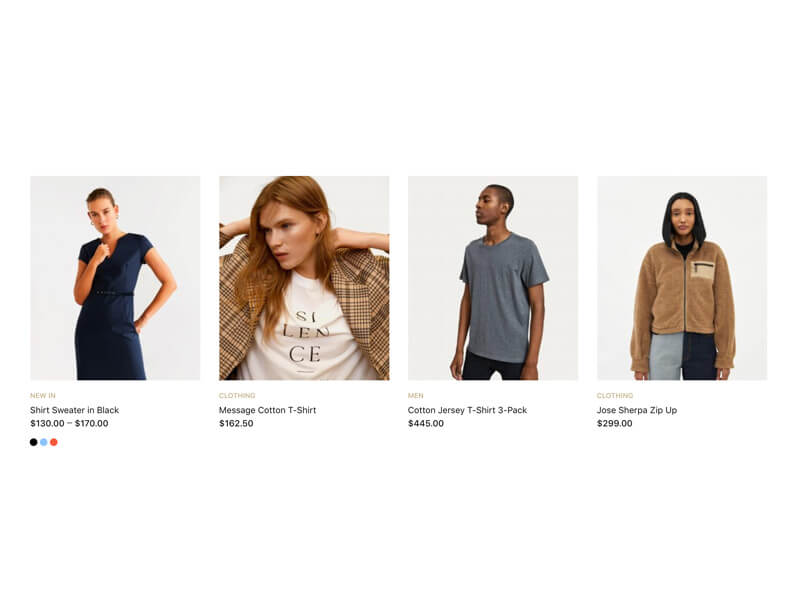 SI
LEN
CE
NEW IN
Shirt Sweater in Black
$130.00 – $170.00
CLOTHING
Message Cotton T-Shirt
$162.50
MEN
Cotton Jersey T-Shirt 3-Pack
$445.00
CLOTHING
Jose Sherpa Zip Up
$299.00